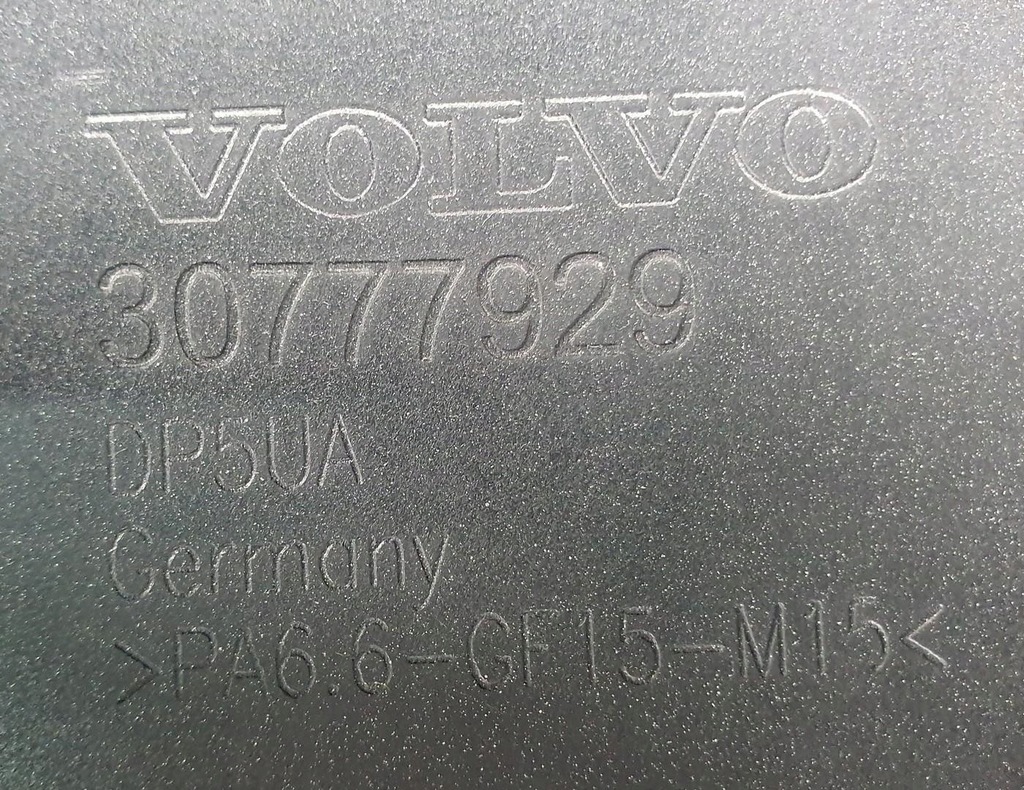 VOLVO
30777929
DP5UA
Germany
>PA6.6-GF15-M15<